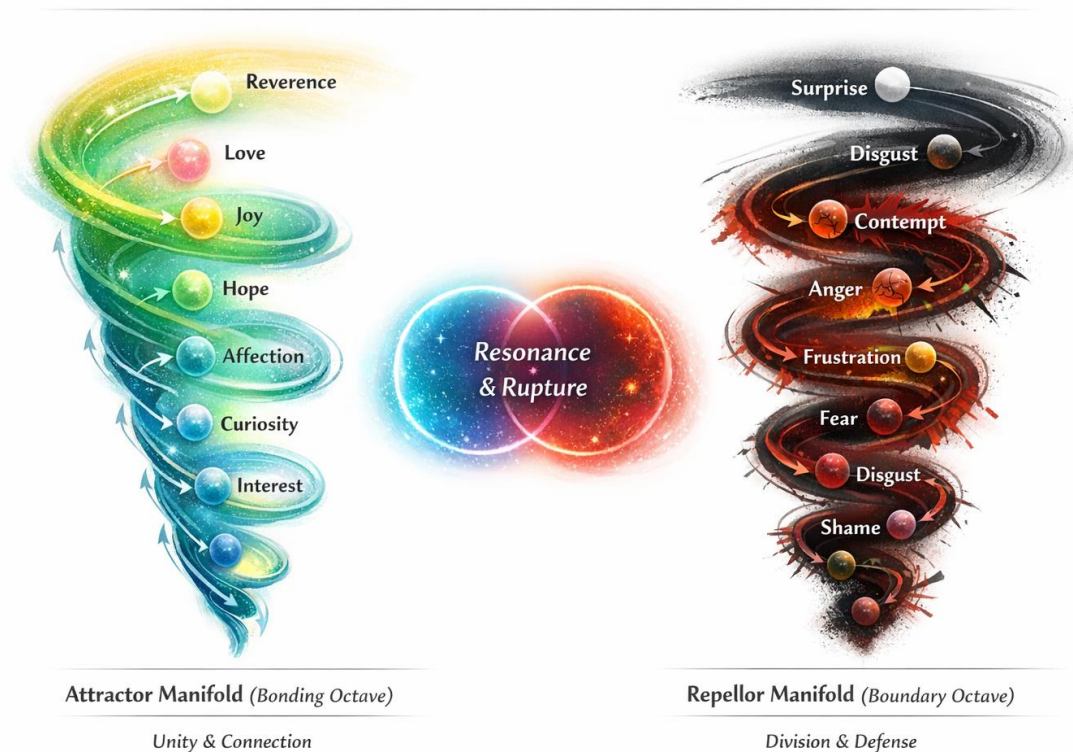 Reverence
Love
Joy
Hope
Affection
Curiosity
Interest
Resonance
& Rupture
Surprise
Disgust
Contempt
Anger
Frustration
Fear
Disgust
Shame
Attractor Manifold (Bonding Octave)
Unity & Connection
Repellor Manifold (Boundary Octave)
Division & Defense